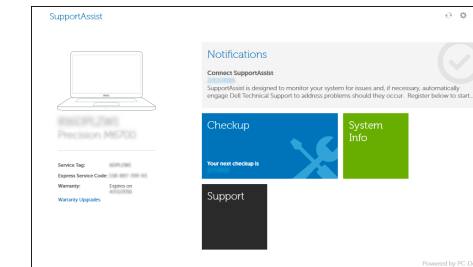 SupportAssist
Notifications
Connect SupportAssist
SupportAssist is designed to monitor your system for issues and, if necessary, automatically
engage Dell Technical Support to address problems should they occur. Register below to start.
Precision M6700
Checkup
Your next checkup is
System
Info
Service Tag:
Express Service Code:
Warranty:
Expires on
Warranty Upgrades
Support
Powered by PC-D